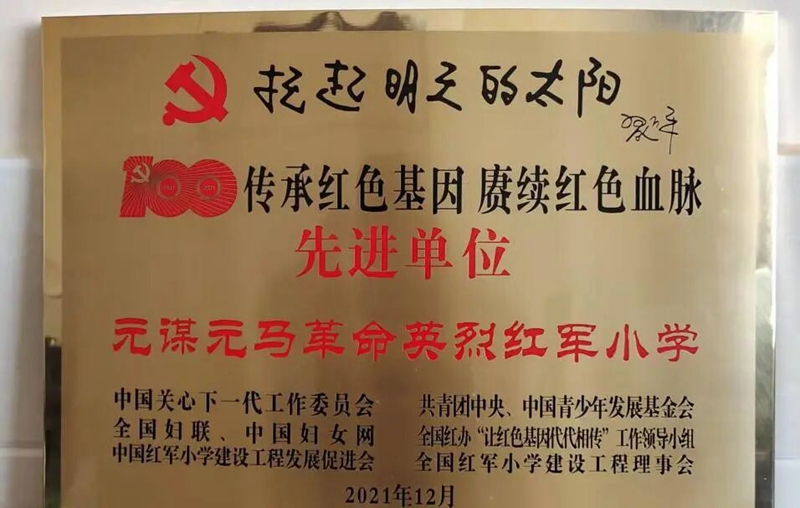 托起明天的太阳
习近平
100
传承红色基因 赓续红色血脉
先进单位
元谋元马革命英烈红军小学
中国关心下一代工作委员会 共青团中央、中国青少年发展基金会
全国妇联、中国妇女网 全国红办“让红色基因代代相传”工作领导小组
中国红军小学建设工程发展促进会 全国红军小学建设工程理事会
2021年12月